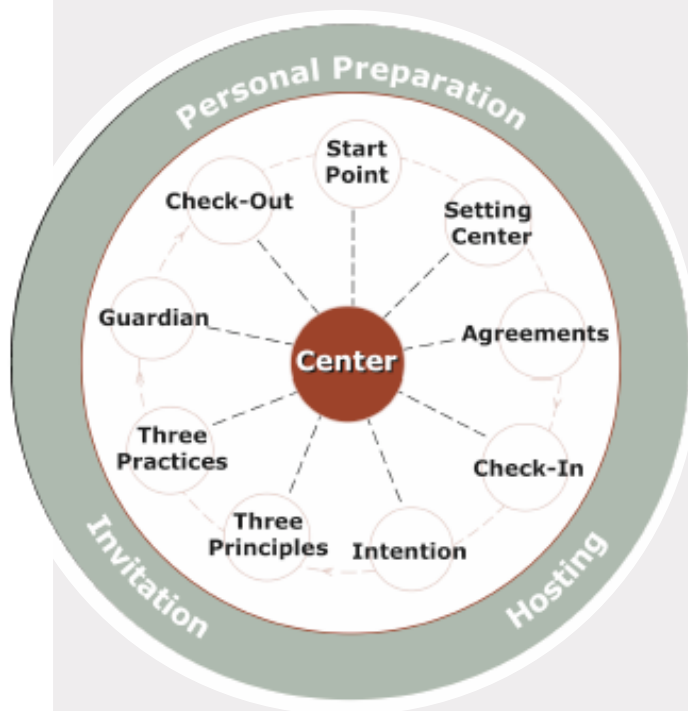 Personal Preparation
Start
Point
Setting
Center
Agreements
Check-In
Intention
Three
Principles
Three
Practices
Guardian
Check-Out
Center
Invitation
Hosting